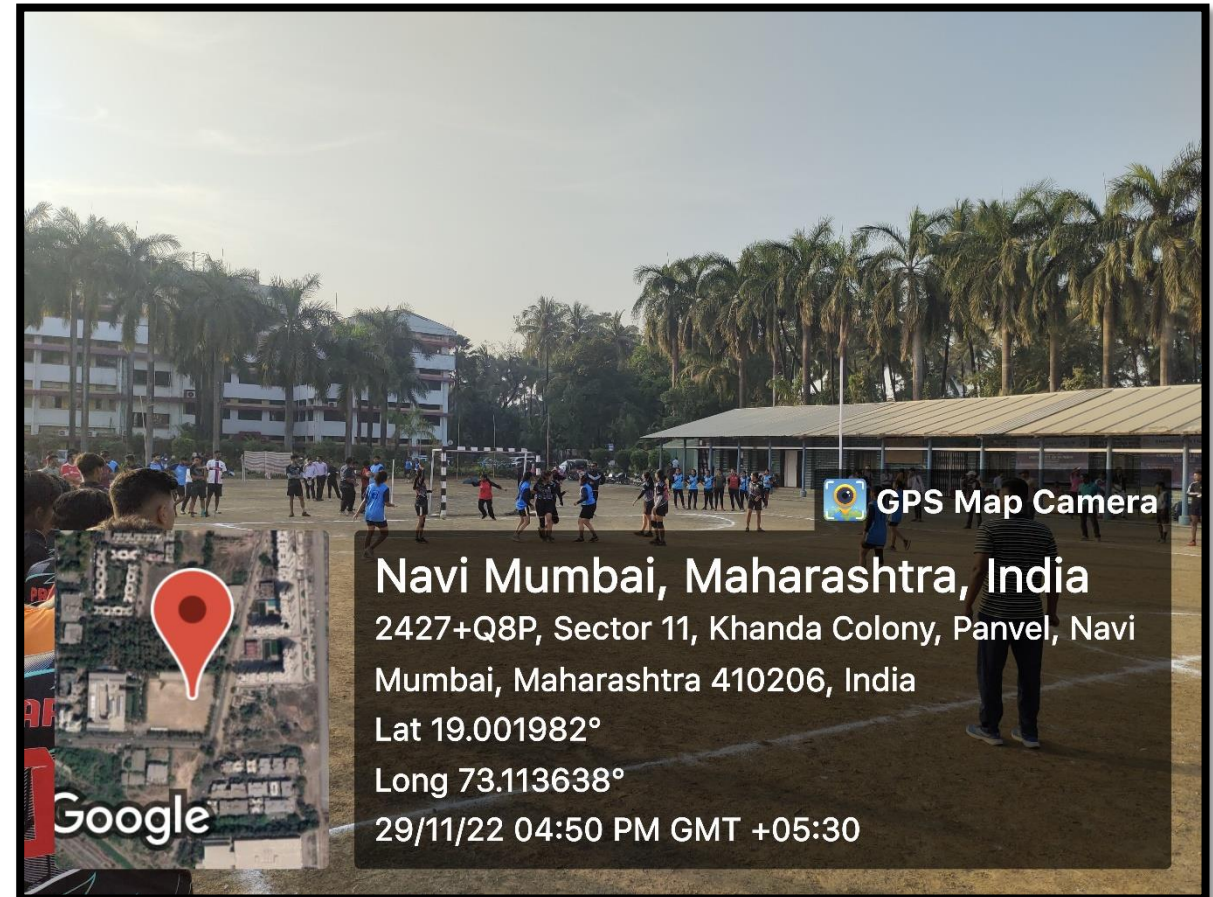 GPS Map Camera
Navi Mumbai, Maharashtra, India
2427+Q8P, Sector 11, Khanda Colony, Panvel, Navi
Mumbai, Maharashtra 410206, India
Lat 19.001982°
Long 73.113638°
29/11/22 04:50 PM GMT +05:30
Google